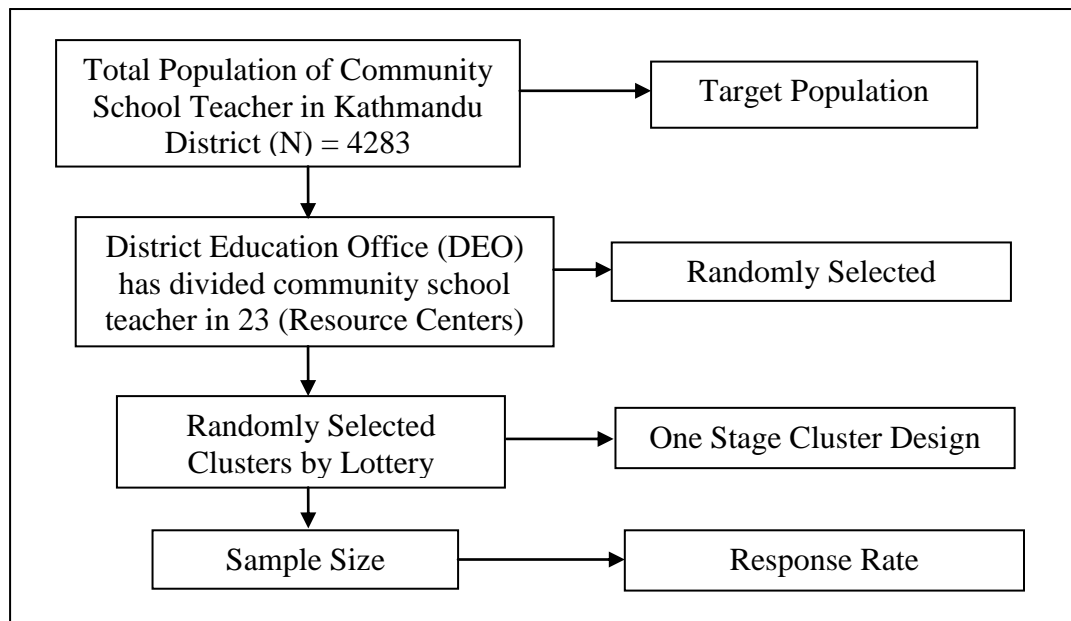 Total Population of Community
School Teacher in Kathmandu
District (N) = 4283
Target Population
District Education Office (DEO)
has divided community school
teacher in 23 (Resource Centers)
Randomly Selected
Randomly Selected
Clusters by Lottery
One Stage Cluster Design
Sample Size
Response Rate